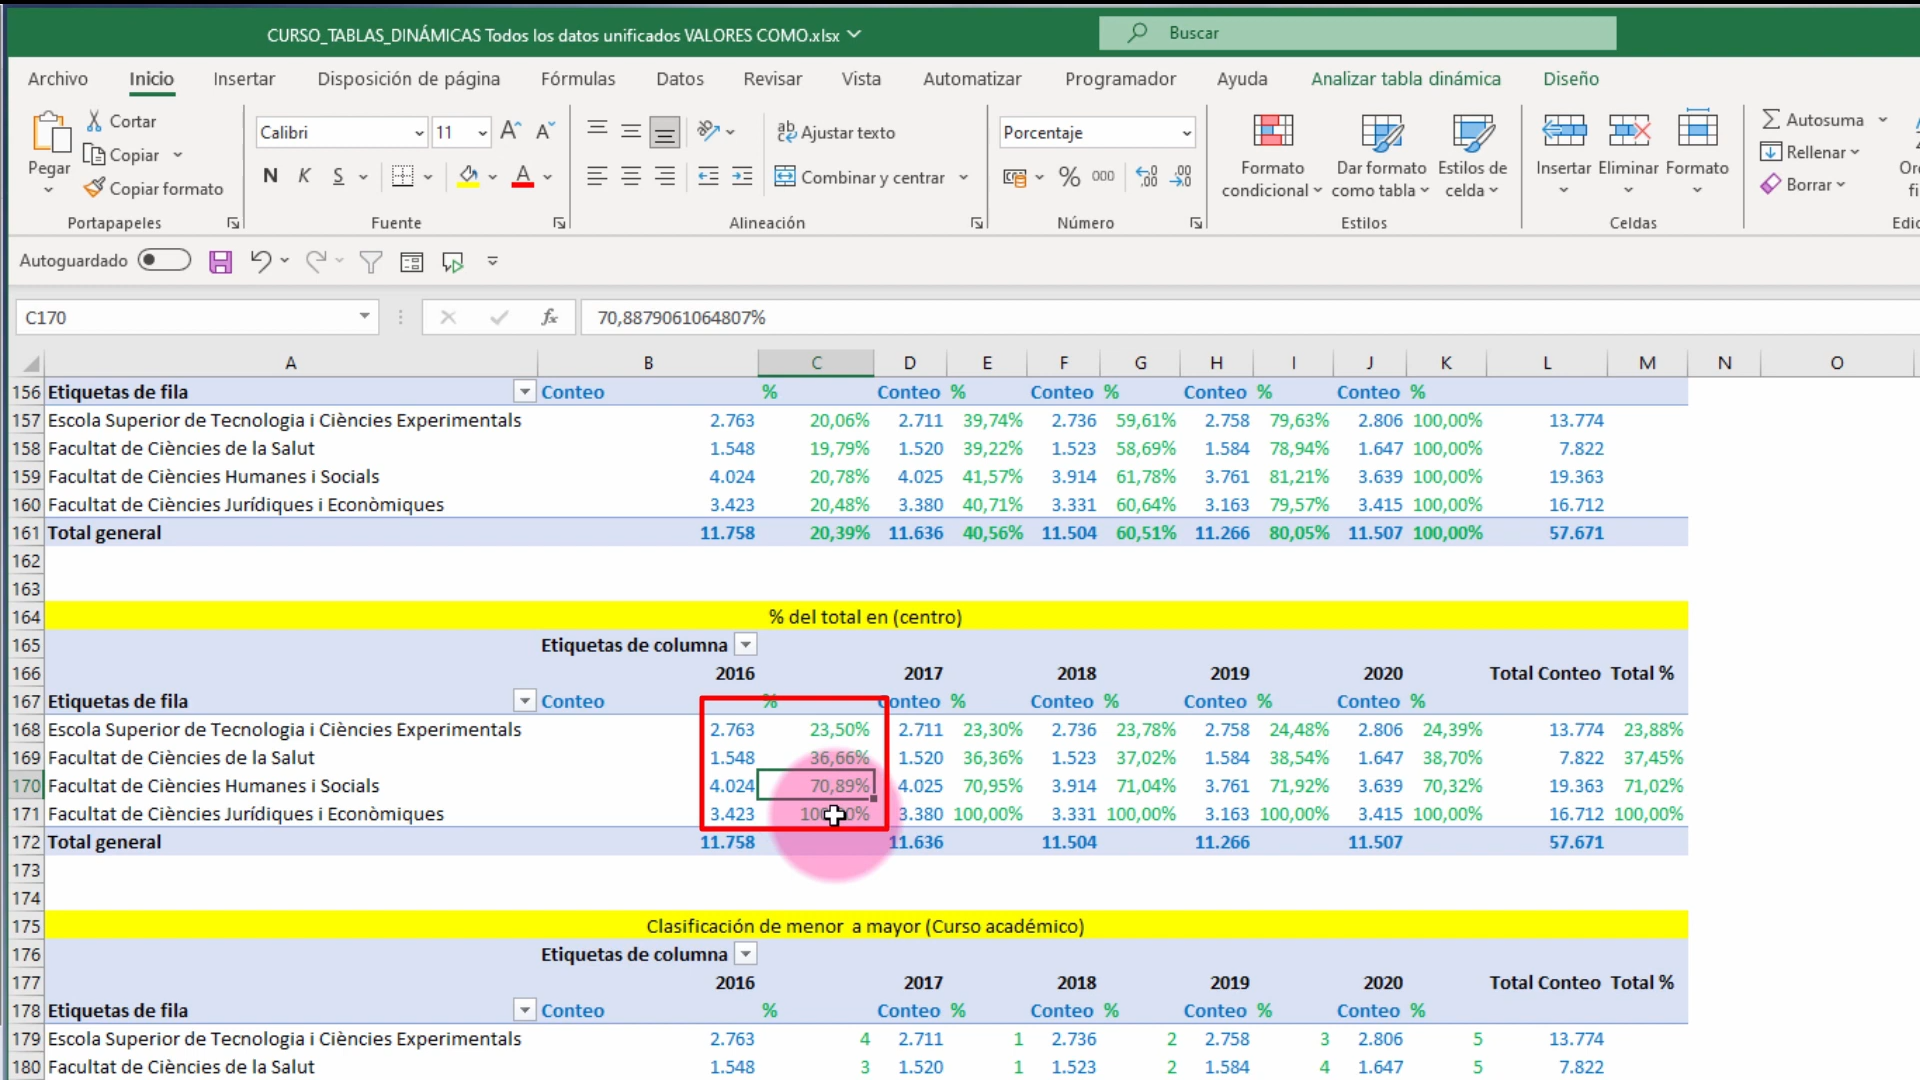 CURSO_TABLAS_DINÁMICAS Todos los datos unificados VALORES COMO.xlsx
Buscar
Archivo Inicio Insertar Disposición de página Fórmulas Datos Revisar Vista Automatizar Programador Ayuda Analizar tabla dinámica Diseño
Pegar
Cortar
Copiar
Copiar formato
Portapapeles
Calibri 11
N K S
Fuente
Ajustar texto
Combinar y centrar
Alineación
Porcentaje
% 000
Número
Formato condicional
Dar formato como tabla
Estilos de celda
Estilos
Insertar Eliminar Formato
Celdas
Autosuma
Rellenar
Borrar
Autoguardado
C170 fx 70,8879061064807%
A B C D E F G H I J K L M N O
156 Etiquetas de fila Conteo % Conteo % Conteo % Conteo % Conteo %
157 Escola Superior de Tecnologia i Ciències Experimentals 2.763 20,06% 2.711 39,74% 2.736 59,61% 2.758 79,63% 2.806 100,00% 13.774
158 Facultat de Ciències de la Salut 1.548 19,79% 1.520 39,22% 1.523 58,69% 1.584 78,94% 1.647 100,00% 7.822
159 Facultat de Ciències Humanes i Socials 4.024 20,78% 4.025 41,57% 3.914 61,78% 3.761 81,21% 3.639 100,00% 19.363
160 Facultat de Ciències Jurídiques i Econòmiques 3.423 20,48% 3.380 40,71% 3.331 60,64% 3.163 79,57% 3.415 100,00% 16.712
161 Total general 11.758 20,39% 11.636 40,56% 11.504 60,51% 11.266 80,05% 11.507 100,00% 57.671
162
163
164 % del total en (centro)
165 Etiquetas de columna
166 2016 2017 2018 2019 2020 Total Conteo Total %
167 Etiquetas de fila Conteo % Conteo % Conteo % Conteo % Conteo %
168 Escola Superior de Tecnologia i Ciències Experimentals 2.763 23,50% 2.711 23,30% 2.736 23,78% 2.758 24,48% 2.806 24,39% 13.774 23,88%
169 Facultat de Ciències de la Salut 1.548 36,66% 1.520 36,36% 1.523 37,02% 1.584 38,54% 1.647 38,70% 7.822 37,45%
170 Facultat de Ciències Humanes i Socials 4.024 70,89% 4.025 70,95% 3.914 71,04% 3.761 71,92% 3.639 70,32% 19.363 71,02%
171 Facultat de Ciències Jurídiques i Econòmiques 3.423 100,00% 3.380 100,00% 3.331 100,00% 3.163 100,00% 3.415 100,00% 16.712 100,00%
172 Total general 11.758 11.636 11.504 11.266 11.507 57.671
173
174
175 Clasificación de menor a mayor (Curso académico)
176 Etiquetas de columna
177 2016 2017 2018 2019 2020 Total Conteo Total %
178 Etiquetas de fila Conteo % Conteo % Conteo % Conteo % Conteo %
179 Escola Superior de Tecnologia i Ciències Experimentals 2.763 4 2.711 1 2.736 2 2.758 3 2.806 5 13.774
180 Facultat de Ciències de la Salut 1.548 3 1.520 1 1.523 2 1.584 4 1.647 5 7.822